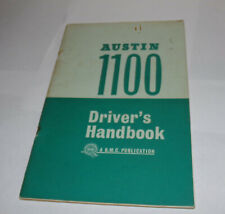 AUSTIN
1100
Driver's
Handbook
A B.M.C. PUBLICATION